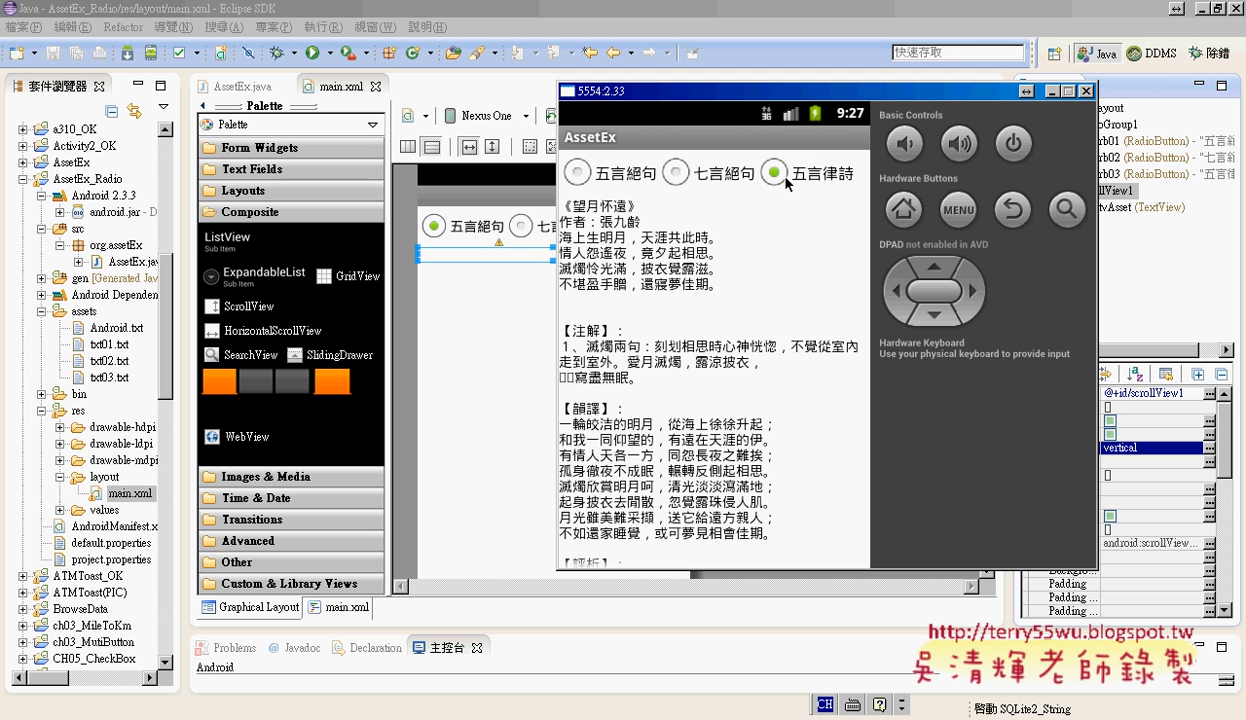 Java - AssetEx_Radio/res/layout/main.xml - Eclipse SDK
檔案(F) 編輯(E) Refactor 導覽(N) 搜尋(A) 專案(P) 執行(R) 視窗(W) 說明(H)
快速存取
Java
DDMS
除錯
套件瀏覽器
a310_OK
Activity2_OK
AssetEx
AssetEx_Radio
Android 2.3.3
android.jar - D
src
org.assetEx
AssetEx.jav
gen [Generated Jav
Android Dependen
assets
Android.txt
txt01.txt
txt02.txt
txt03.txt
bin
res
drawable-hdpi
drawable-ldpi
drawable-mdpi
layout
main.xml
values
AndroidManifest.x
default.properties
project.properties
ATMToast_OK
ATMToast(PIC)
BrowseData
ch03_MileToKm
ch03_MutiButton
CH05_CheckBox
AssetEx.java
main.xml
Palette
Palette
Form Widgets
Text Fields
Layouts
Composite
ListView
Sub Item
ExpandableList
Sub Item
GridView
ScrollView
HorizontalScrollView
SearchView
SlidingDrawer
WebView
Images & Media
Time & Date
Transitions
Advanced
Other
Custom & Library Views
Graphical Layout
main.xml
Nexus One
五言絕句
5554:2.33
3G
9:27
AssetEx
五言絕句 七言絕句 五言律詩
《望月怀遠》
作者：張九齡
海上生明月，天涯共此時。
情人怨遙夜，竟夕起相思。
滅燭怜光滿，披衣覺露滋。
不堪盈手贈，還寢夢佳期。
【注解】：
１、滅燭兩句：刻划相思時心神恍惚，不覺從室內
走到室外。愛月滅燭，露涼披衣，
寫盡無眠。
【韻譯】：
一輪皎洁的明月，從海上徐徐升起；
和我一同仰望的，有遠在天涯的伊。
有情人天各一方，同怨長夜之難挨；
孤身徹夜不成眠，輾轉反側起相思。
滅燭欣賞明月呵，清光淡淡瀉滿地；
起身披衣去閒散，忽覺露珠侵人肌。
月光雖美難采擷，送它給遠方親人；
不如還家睡覺，或可夢見相會佳期。
【評析】：
Basic Controls
Hardware Buttons
MENU
DPAD not enabled in AVD
Hardware Keyboard
Use your physical keyboard to provide input
ayout
oGroup1
rb01 (RadioButton) - "五言絕
rb02 (RadioButton) - "七言絕
rb03 (RadioButton) - "五言律
llView1
tvAsset (TextView)
@+id/scrollView1
[]
vertical
[]
[]
android:scrollView...
Padding
Padding ...
Padding ...
Problems
Javadoc
Declaration
主控台
Android
http://terry55wu.blogspot.tw
吳清輝老師錄製
CH
啓動 SQLite2_String